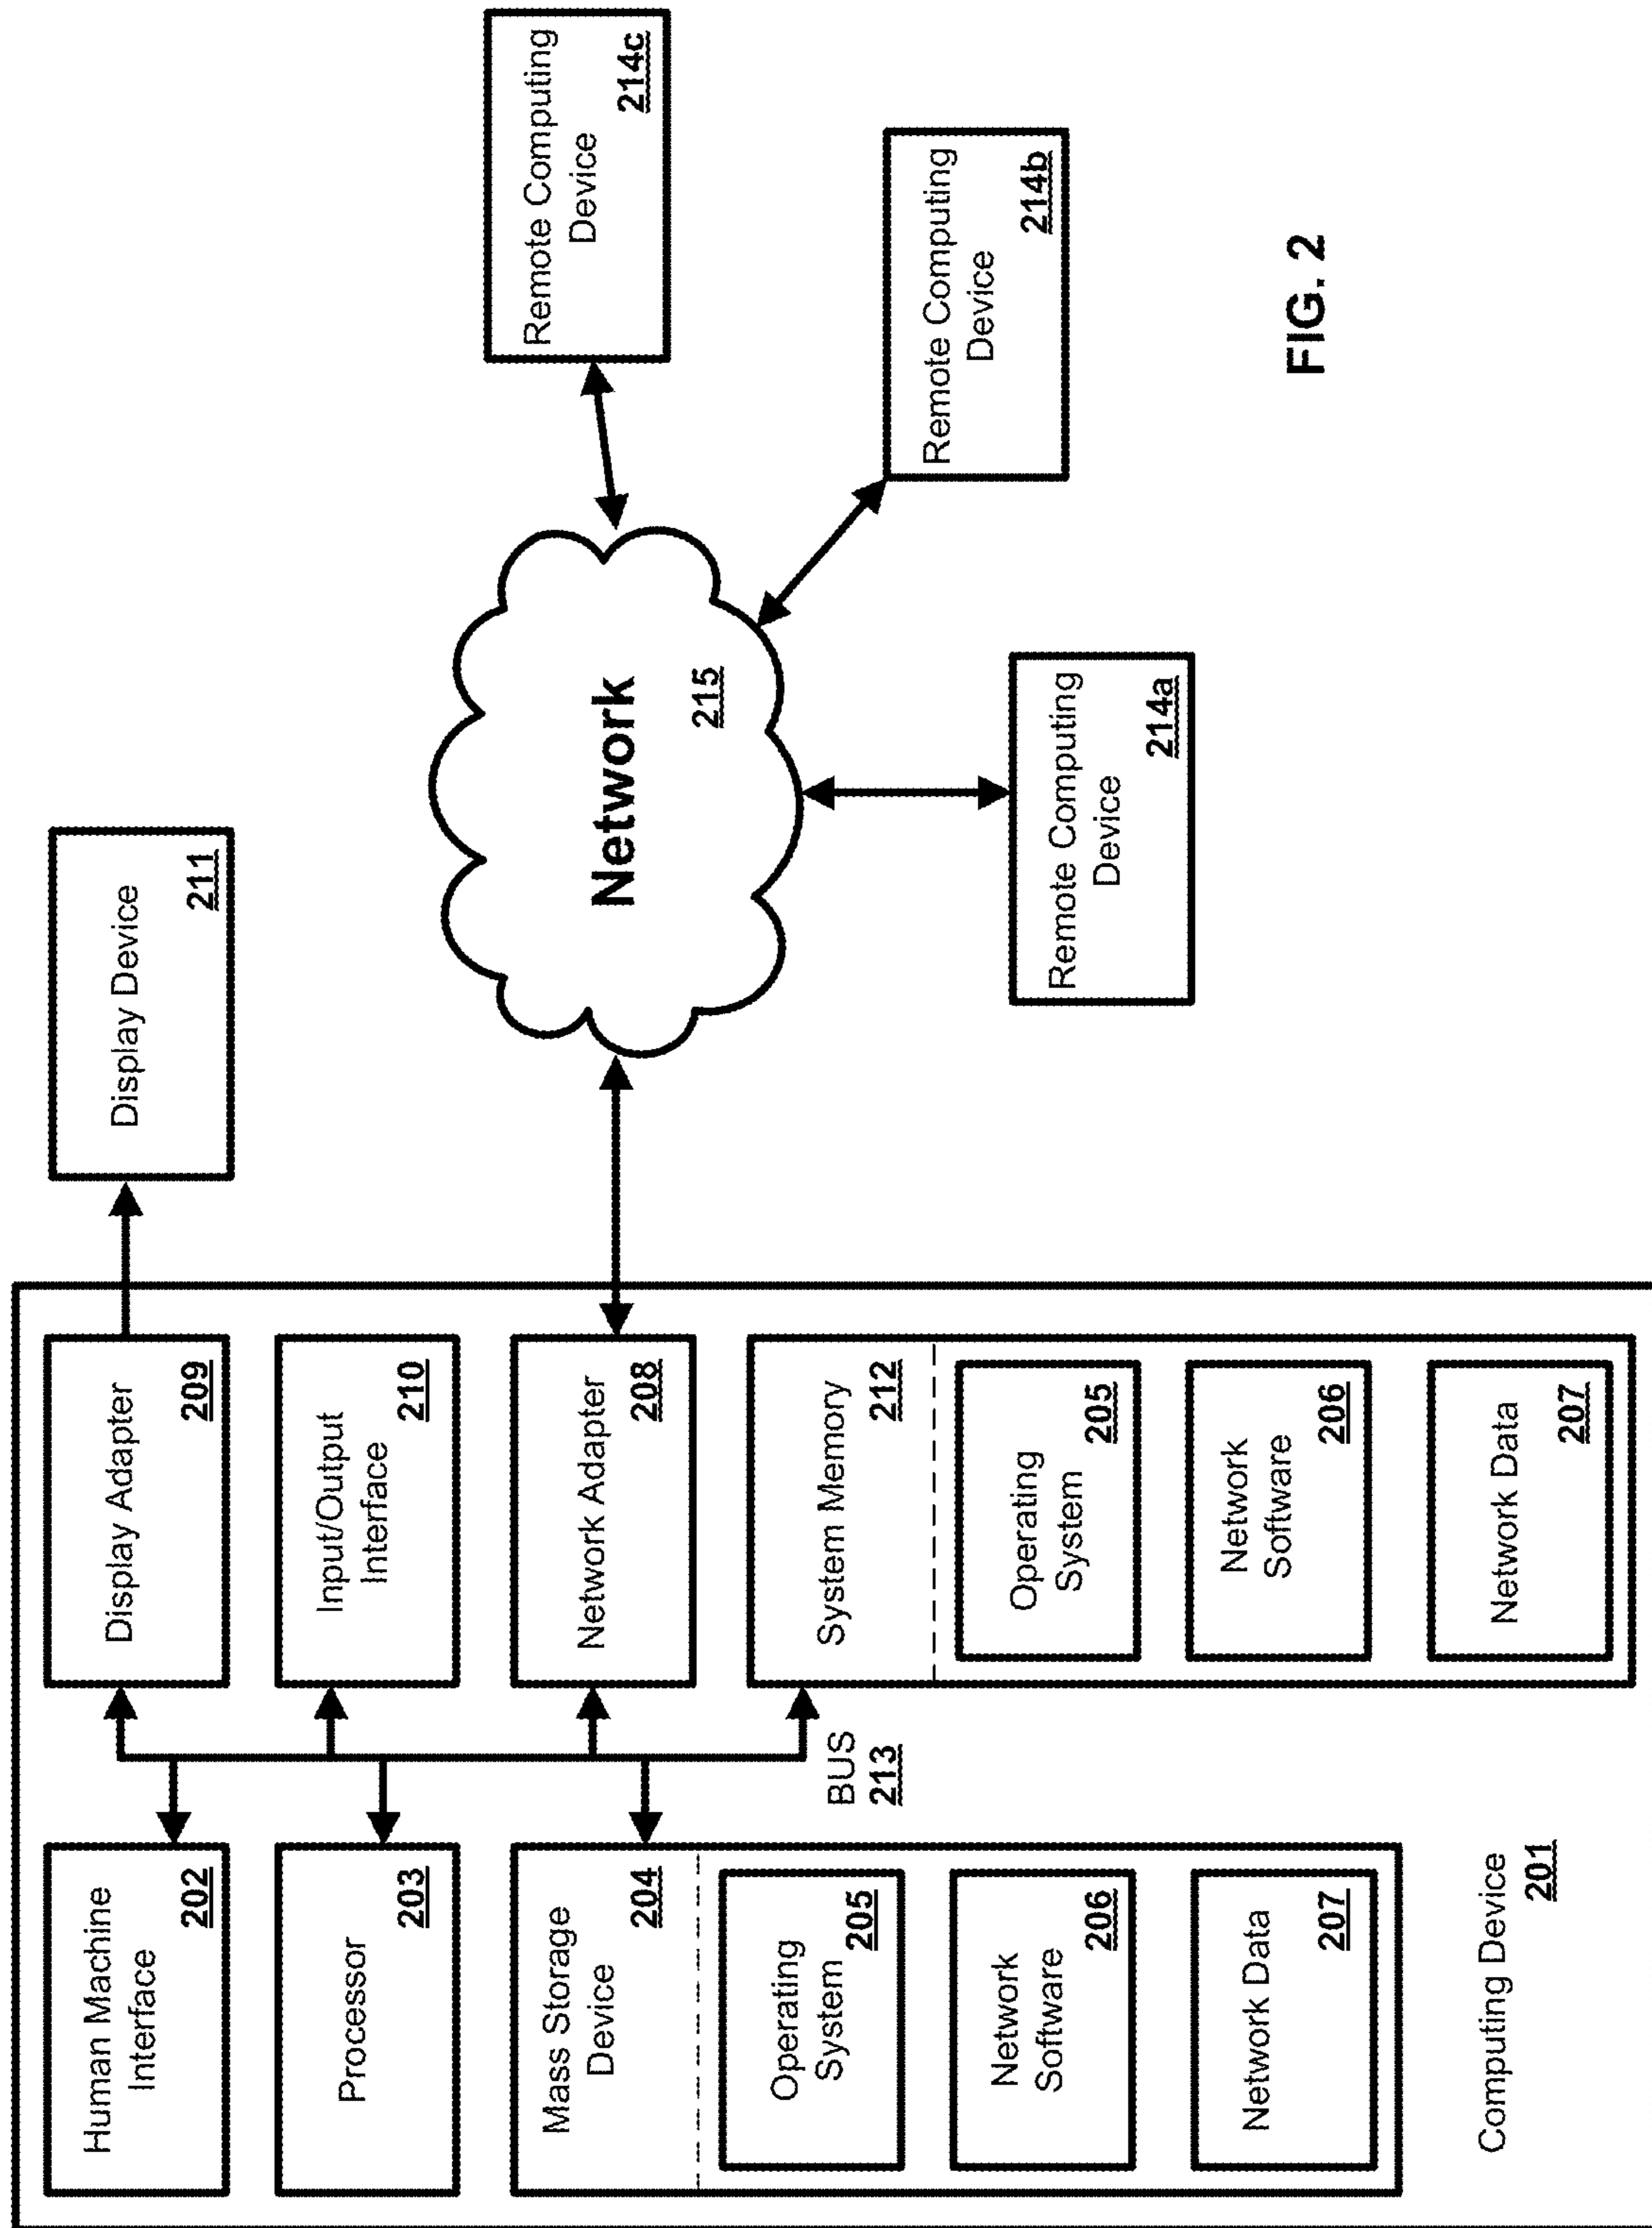 Human Machine
Interface
202
Processor
203
Mass Storage
Device
204
Operating
System
205
Network
Software
206
Network Data
207
Display Adapter
209
Input/Output
Interface
210
Network Adapter
208
System Memory
212
Operating
System
205
Network
Software
206
Network Data
207
BUS
213
Computing Device
201
Display Device
211
Network
215
Remote Computing
Device
214a
Remote Computing
Device
214b
Remote Computing
Device
214c
FIG. 2